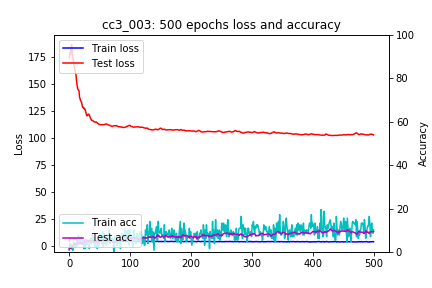 cc3_003: 500 epochs loss and accuracy
Train loss
Test loss
Train acc
Test acc
Loss
Accuracy
175
150
125
100
75
50
25
0
100
80
60
40
20
0
0
100
200
300
400
500